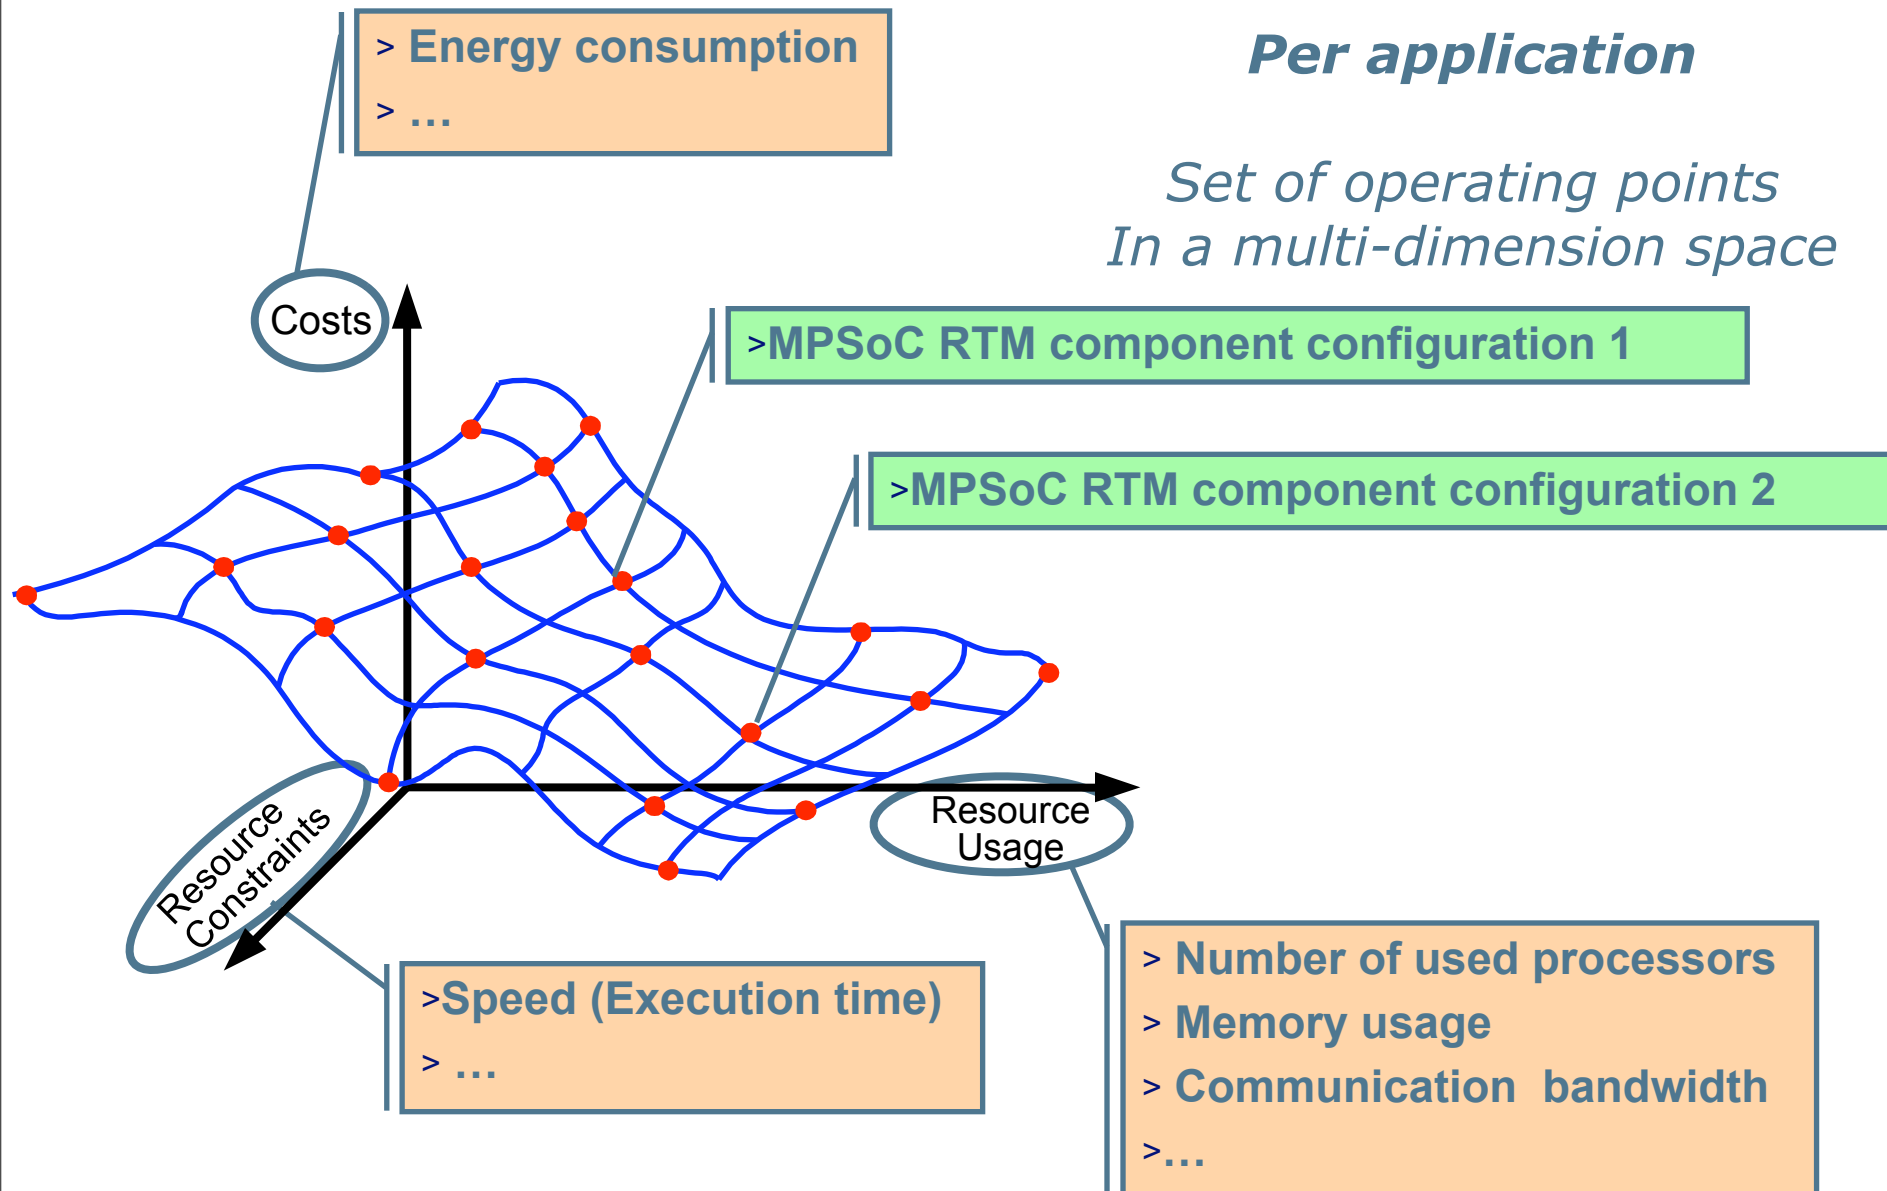 > Energy consumption
> …
Per application
Set of operating points
In a multi-dimension space
Costs
>MPSoC RTM component configuration 1
>MPSoC RTM component configuration 2
Resource
Usage
Resource
Constraints
>Speed (Execution time)
> …
> Number of used processors
> Memory usage
> Communication  bandwidth
>…